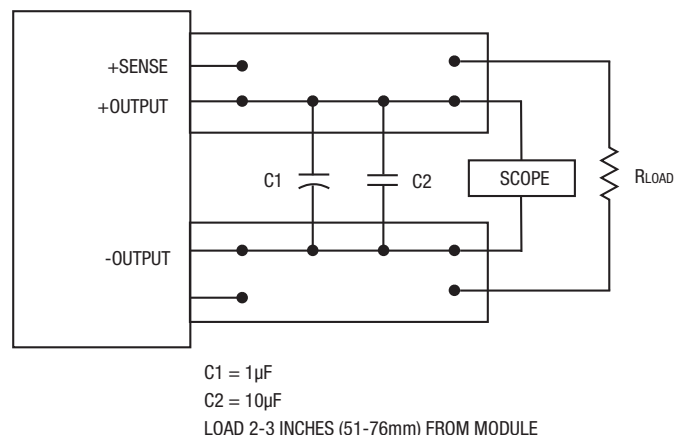 +SENSE
+OUTPUT
C1
C2
SCOPE
RLOAD
-OUTPUT
C1 = 1µF
C2 = 10µF
LOAD 2-3 INCHES (51-76mm) FROM MODULE